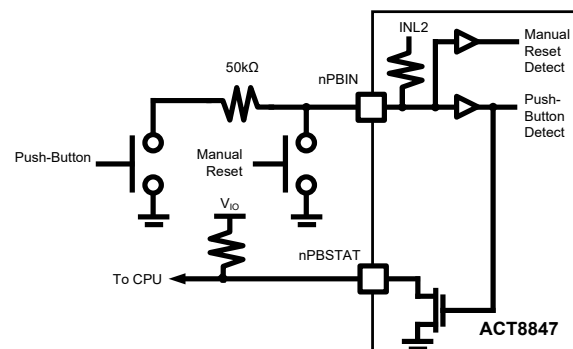 INL2
Manual
Reset
Detect
50kΩ
nPBIN
Push-
Button
Detect
Push-Button
Manual
Reset
VIO
nPBSTAT
To CPU
ACT8847